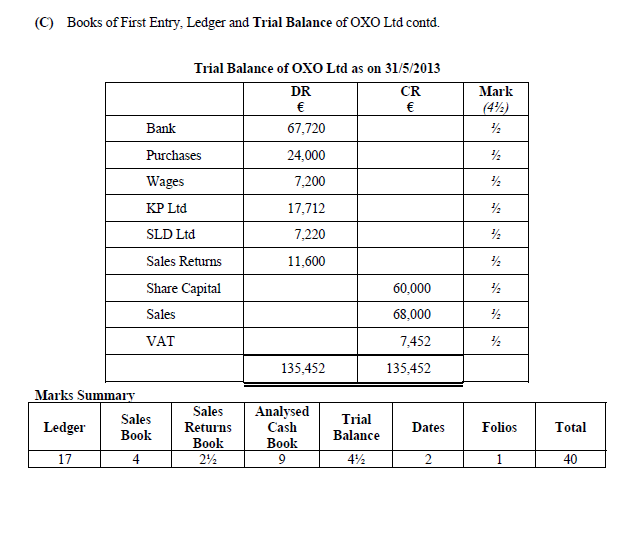 (C) Books of First Entry, Ledger and Trial Balance of OXO Ltd contd.
Trial Balance of OXO Ltd as on 31/5/2013
DR CR Mark
€ € (4½)
Bank 67,720 ½
Purchases 24,000 ½
Wages 7,200 ½
KP Ltd 17,712 ½
SLD Ltd 7,220 ½
Sales Returns 11,600 ½
Share Capital 60,000 ½
Sales 68,000 ½
VAT 7,452 ½
135,452 135,452
Marks Summary
Ledger Sales Book Sales Returns Book Analysed Cash Book Trial Balance Dates Folios Total
17 4 2½ 9 4½ 2 1 40